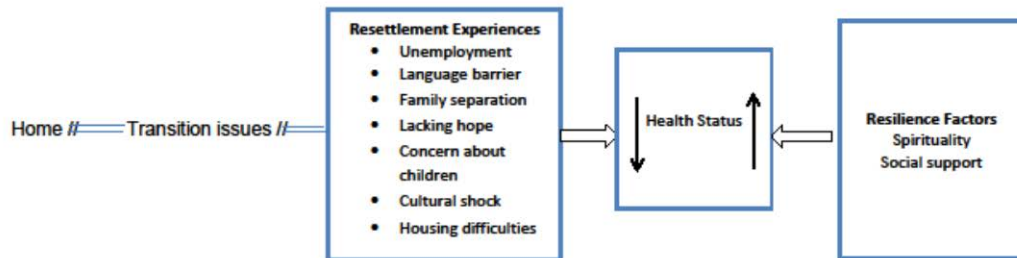 Home // Transition issues //
Resettlement Experiences
• Unemployment
• Language barrier
• Family separation
• Lacking hope
• Concern about
children
• Cultural shock
• Housing difficulties
Health Status
Resilience Factors
Spirituality
Social support